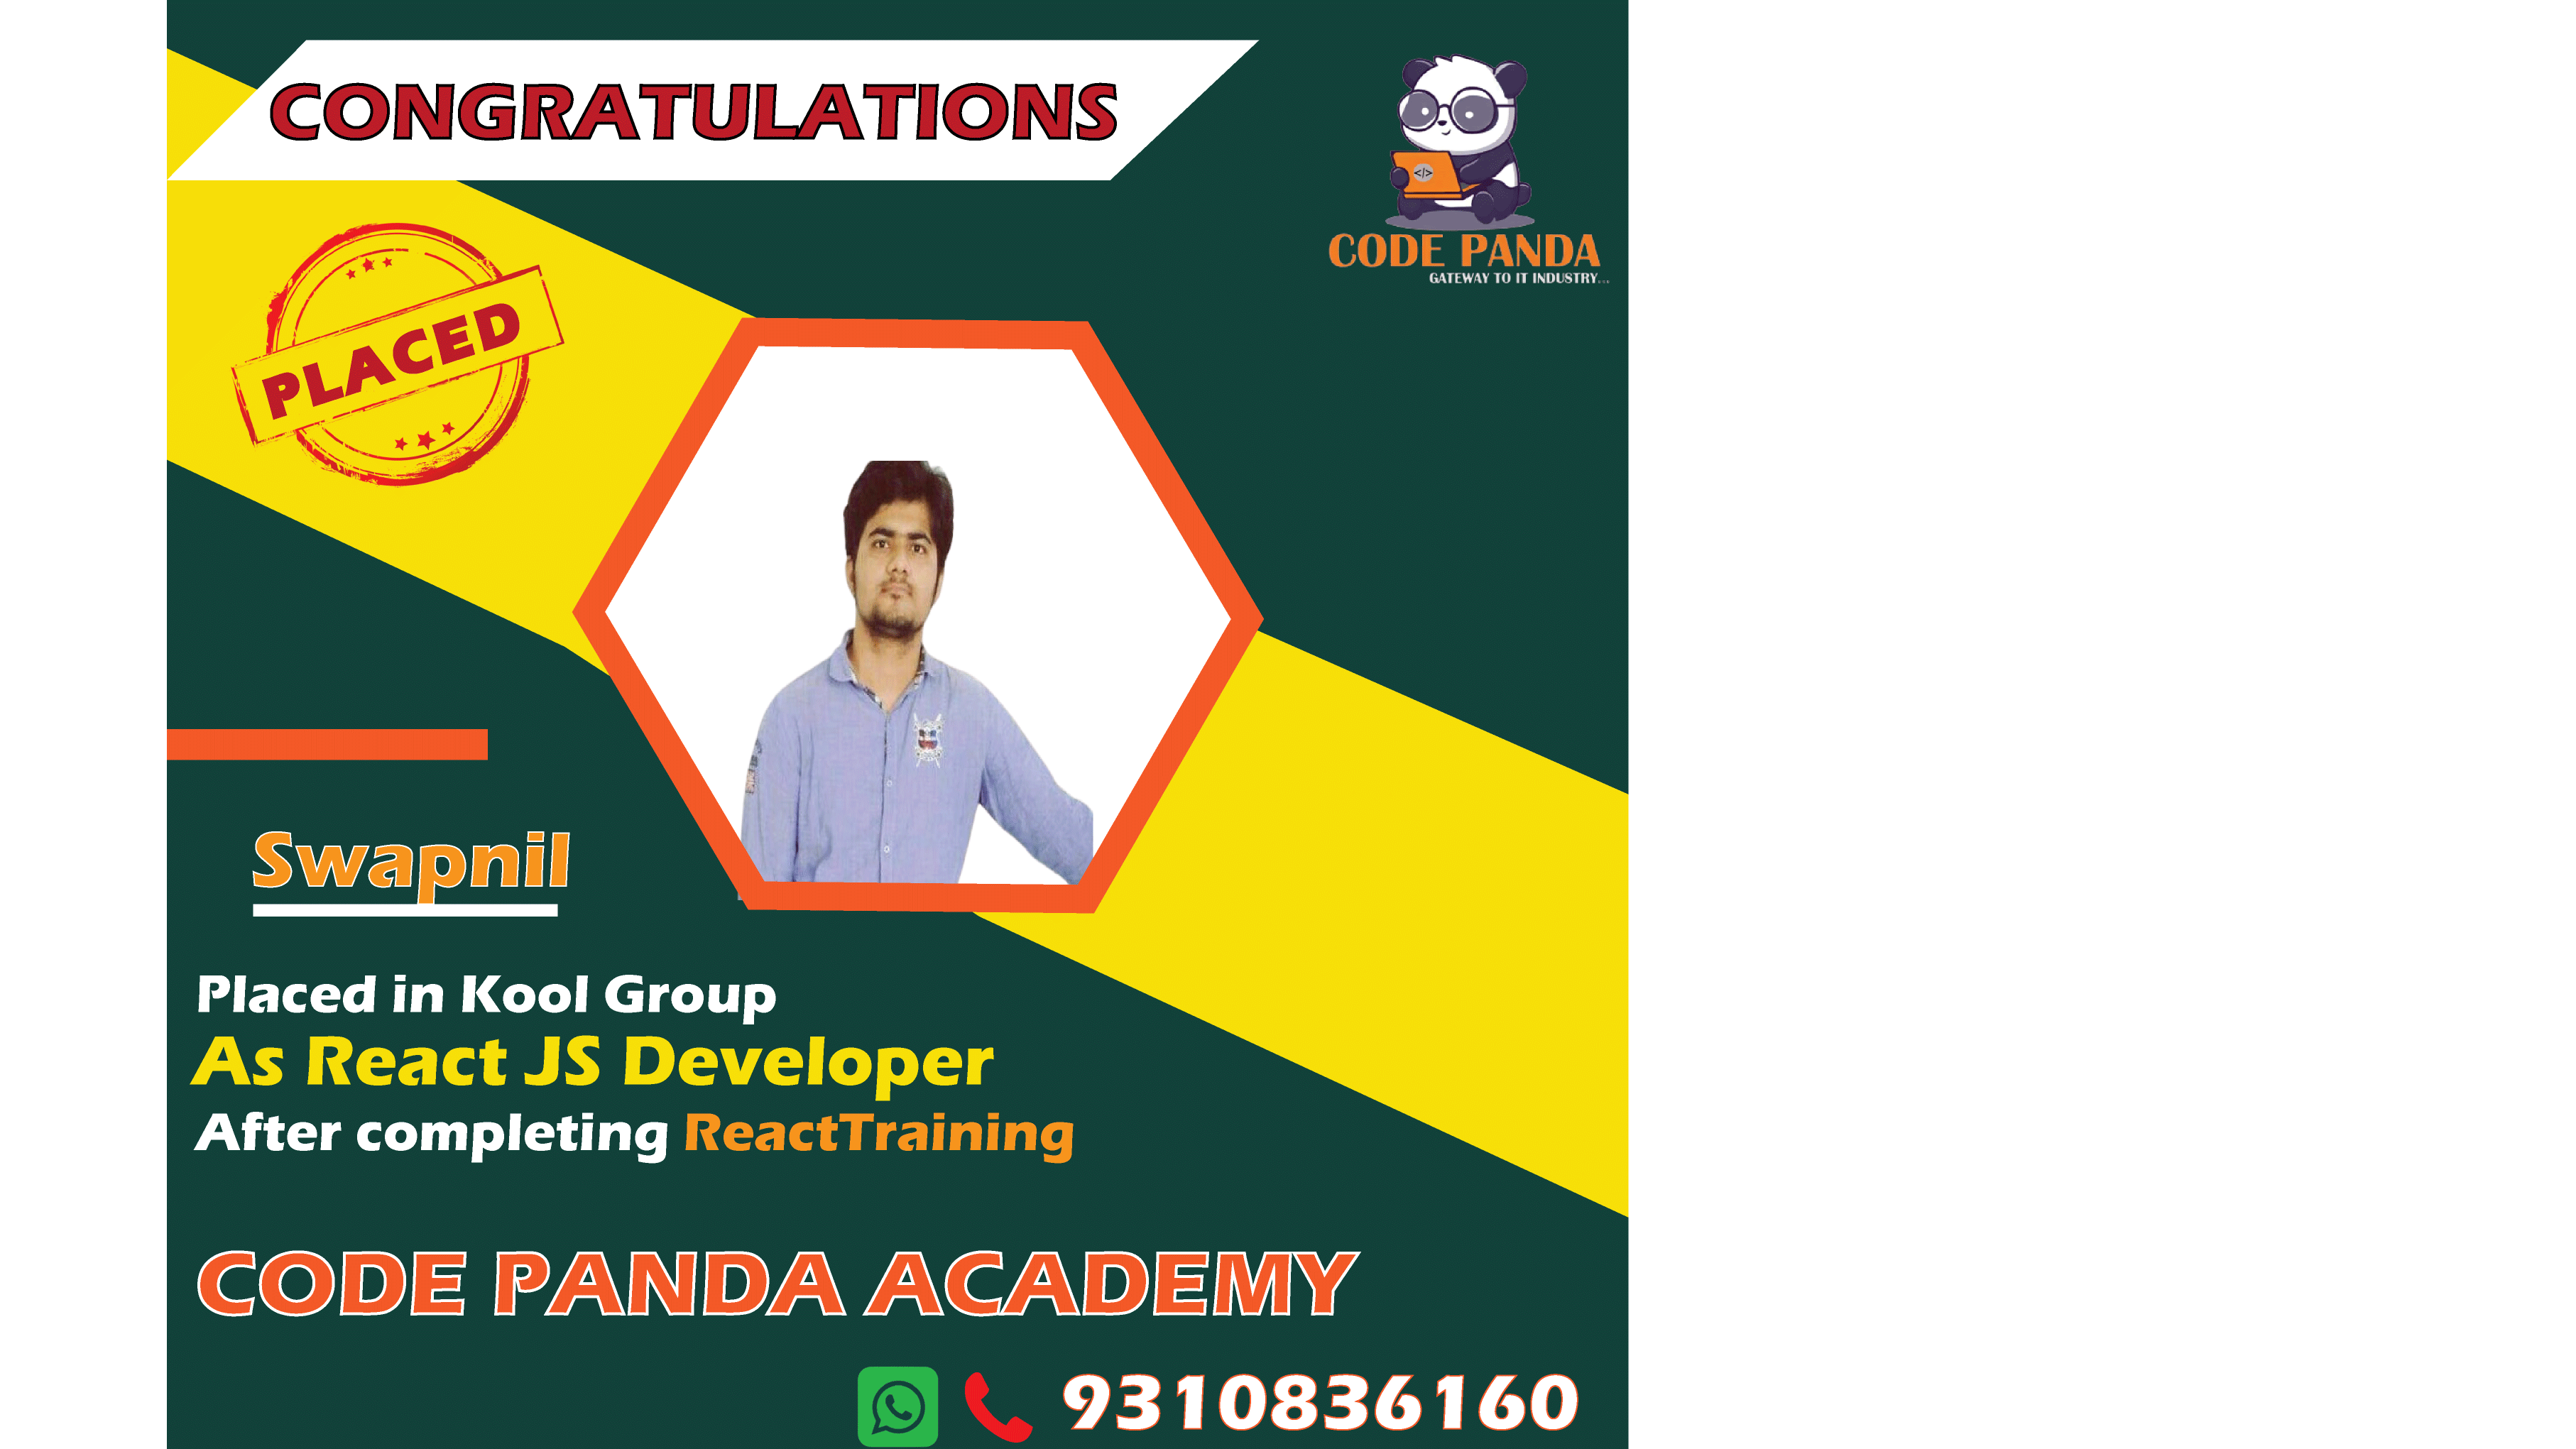 CONGRATULATIONS
</>
CODE PANDA
GATEWAY TO IT INDUSTRY...
PLACED
Swapnil
Placed in Kool Group
As React JS Developer
After completing ReactTraining
CODE PANDA ACADEMY
9310836160